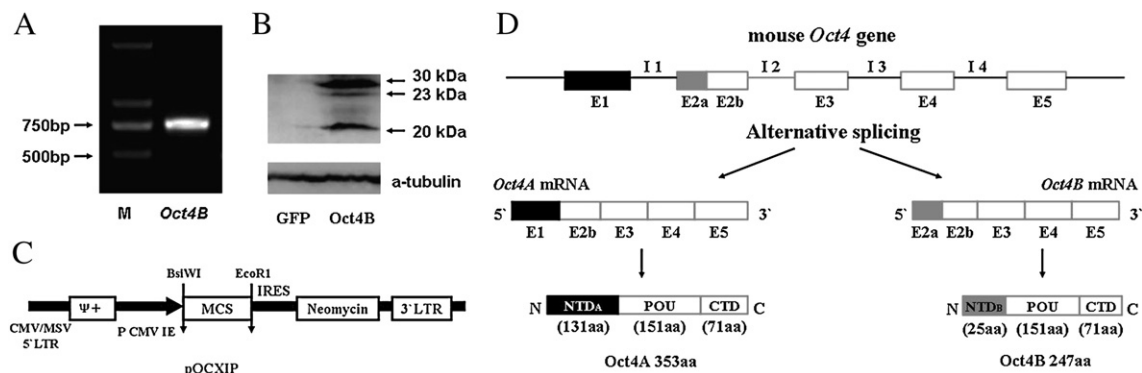 A
750bp
500bp
M Oct4B
B
30 kDa
23 kDa
20 kDa
a-tubulin
GFP Oct4B
C
BsiWI EcoR1
IRES
Ψ+ MCS Neomycin 3`LTR
CMV/MSV
5`LTR
P CMV IE
pOCXIP
D
mouse Oct4 gene
I 1 I 2 I 3 I 4
E1 E2a E2b E3 E4 E5
Alternative splicing
Oct4A mRNA
5` 3`
E1 E2b E3 E4 E5
N NTDA POU CTD C
(131aa) (151aa) (71aa)
Oct4A 353aa
Oct4B mRNA
5` 3`
E2a E2b E3 E4 E5
N NTDB POU CTD C
(25aa) (151aa) (71aa)
Oct4B 247aa